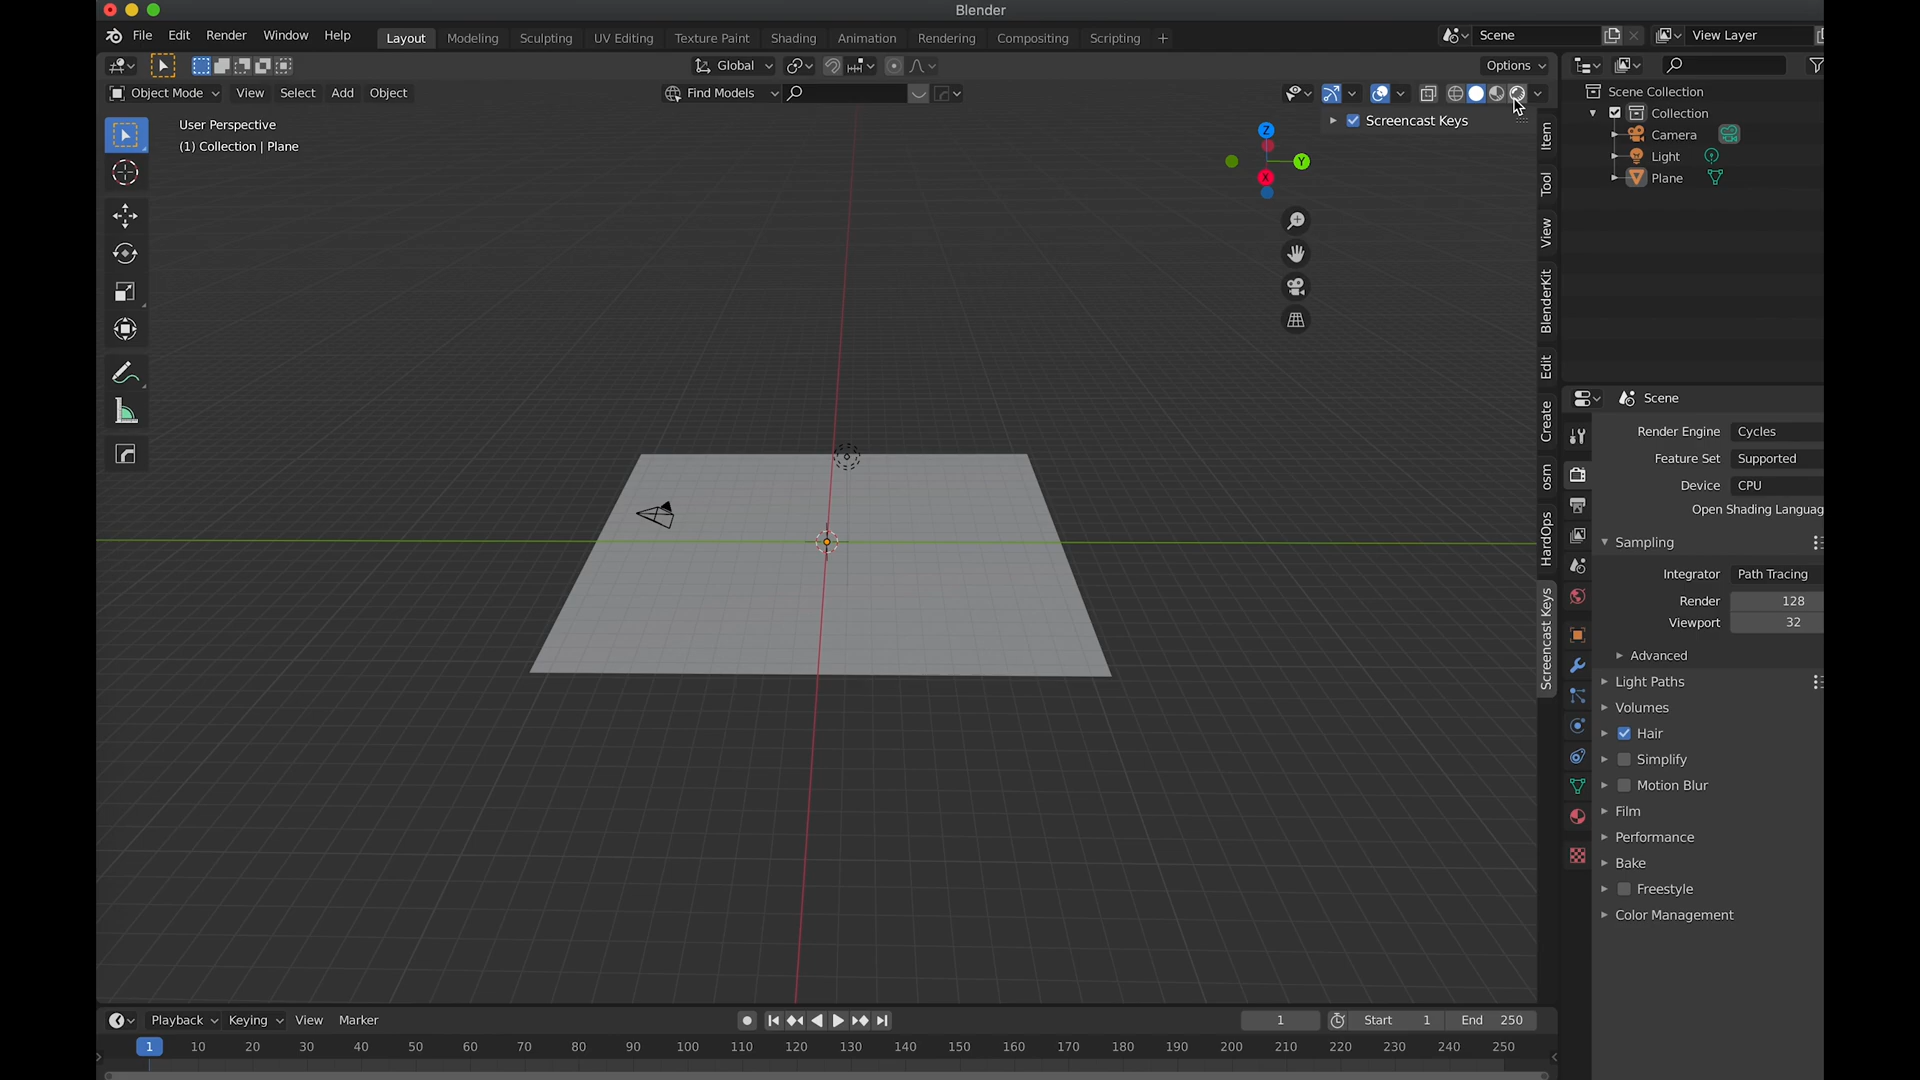 Blender
File Edit Render Window Help Layout Modeling Sculpting UV Editing Texture Paint Shading Animation Rendering Compositing Scripting + Scene View Layer
Global Options
Object Mode View Select Add Object Find Models
User Perspective
(1) Collection | Plane
Z
Y
X
Screencast Keys
Item
Tool
View
BlenderKit
Edit
Create
osm
HardOps
Screencast Keys
Scene Collection
Collection
Camera
Light
Plane
Scene
Render Engine Cycles
Feature Set Supported
Device CPU
Open Shading Languag
Sampling
Integrator Path Tracing
Render 128
Viewport 32
Advanced
Light Paths
Volumes
Hair
Simplify
Motion Blur
Film
Performance
Bake
Freestyle
Color Management
Playback Keying View Marker 1 Start 1 End 250
1 10 20 30 40 50 60 70 80 90 100 110 120 130 140 150 160 170 180 190 200 210 220 230 240 250